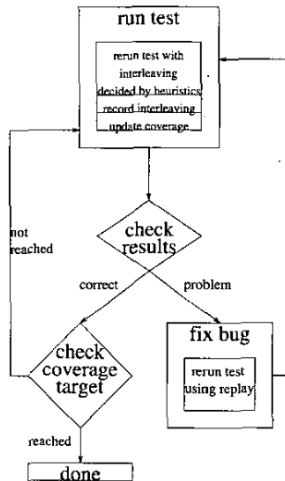 run test
rerun test with
interleaving
decided by heuristics
record interleaving
update coverage
not
reached
check
results
correct
problem
check
coverage
target
fix bug
rerun test
using replay
reached
done